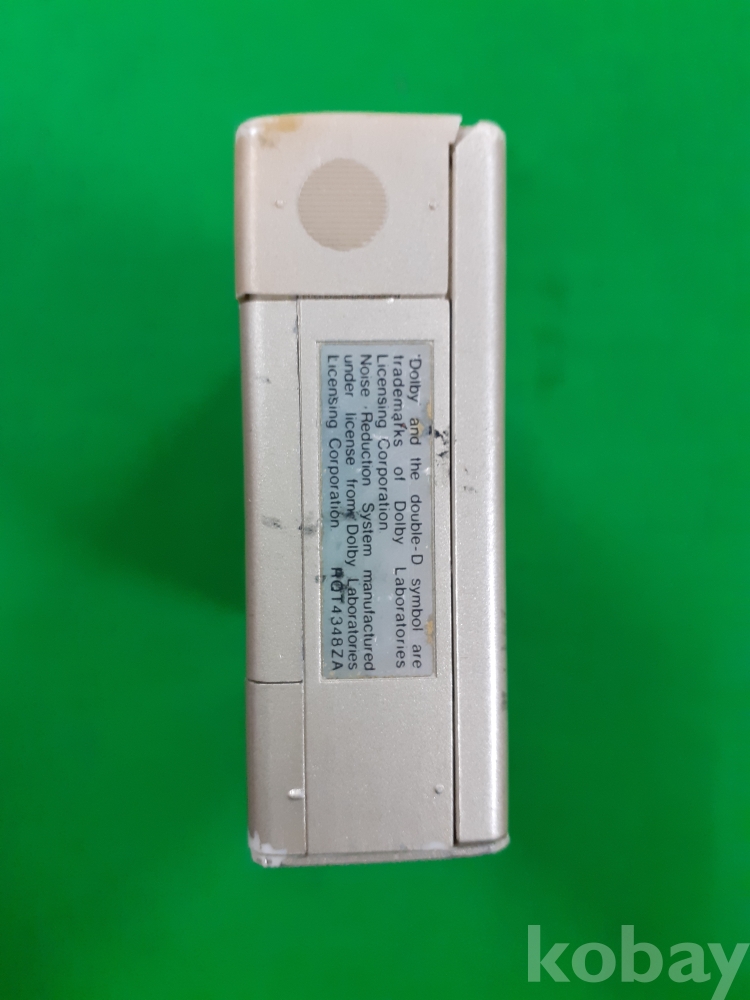 "Dolby and the double-D symbol are
trademarks of Dolby Laboratories
Licensing Corporation
Noise Reduction System manufactured
under license from Dolby Laboratories
Licensing Corporation RQT4348ZA
kobay